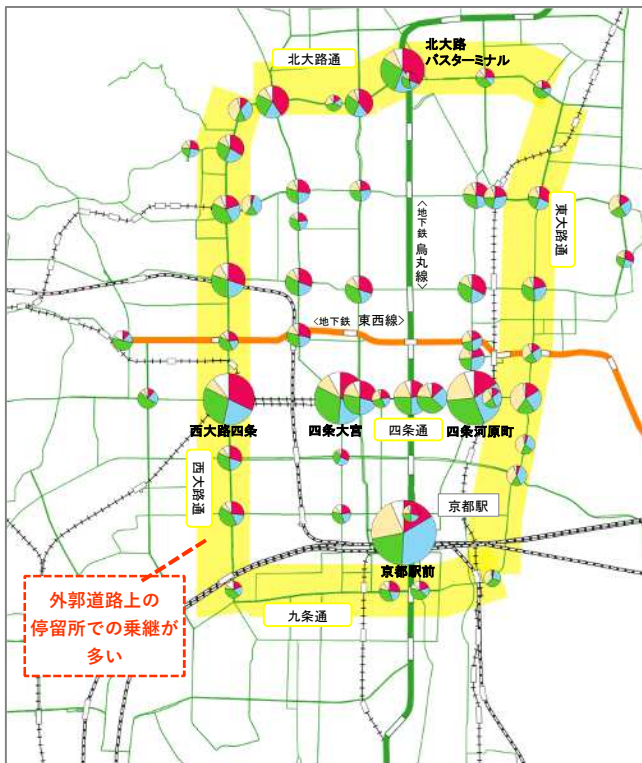 北大路
バスターミナル
北大路通
〈地下鉄 烏丸線〉
東大路通
〈地下鉄 東西線〉
西大路四条
四条大宮
四条通
四条河原町
西大路通
京都駅
京都駅前
外郭道路上の
停留所での乗継が
多い
九条通